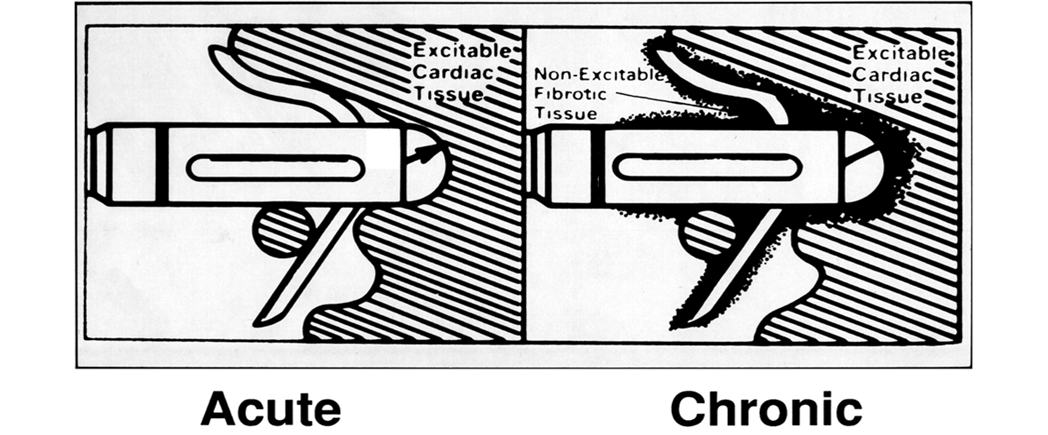 Excitable
Cardiac
Tissue
Non-Excitable
Fibrotic
Tissue
Excitable
Cardiac
Tissue
Acute
Chronic